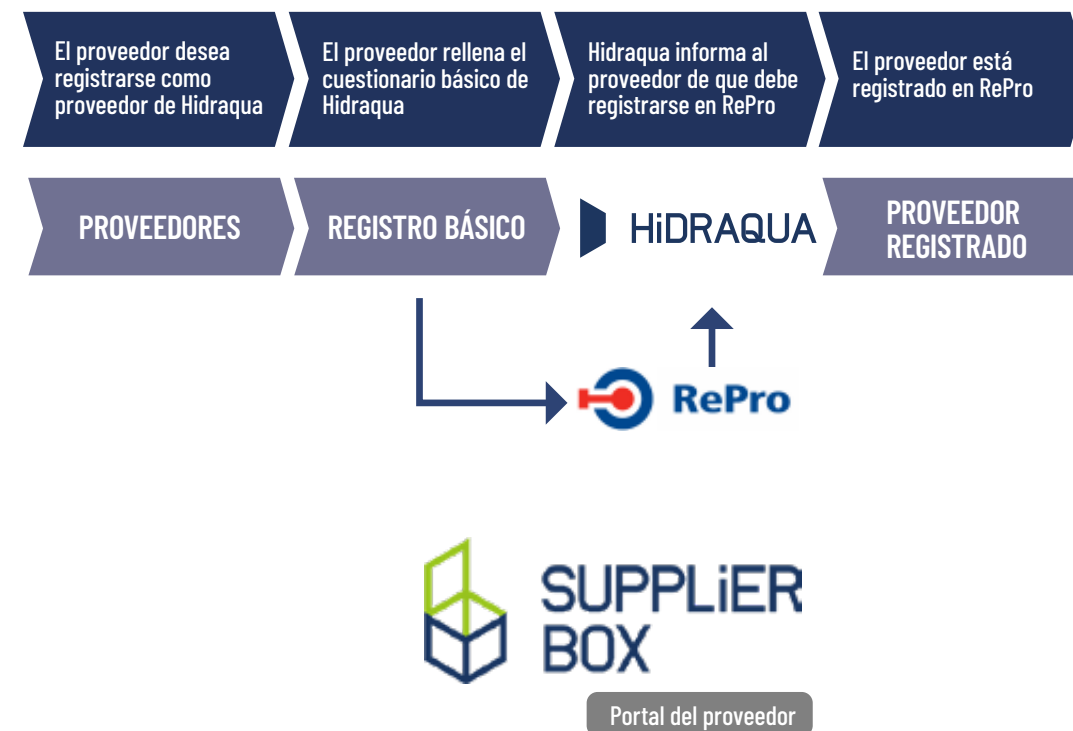 El proveedor desea
registrarse como
proveedor de Hidraqua
El proveedor rellena el
cuestionario básico de
Hidraqua
Hidraqua informa al
proveedor de que debe
registrarse en RePro
El proveedor está
registrado en RePro
PROVEEDORES
REGISTRO BÁSICO
HiDRAQUA
PROVEEDOR
REGISTRADO
RePro
SUPPLiER
BOX
Portal del proveedor